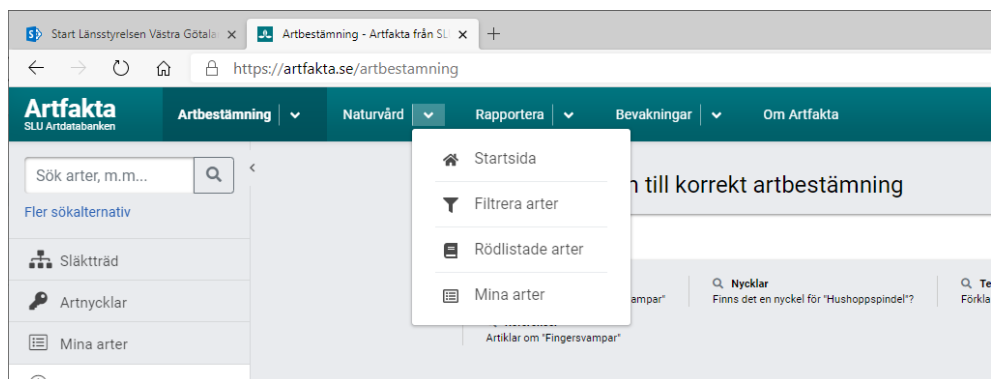 Start Länsstyrelsen Västra Götala
Artbestämning - Artfakta från SL
https://artfakta.se/artbestamning
Artfakta
SLU Artdatabanken
Artbestämning
Naturvård
Rapportera
Bevakningar
Om Artfakta
Sök arter, m.m...
Fler sökalternativ
Släktträd
Artnycklar
Mina arter
Startsida
Filtrera arter
Rödlistade arter
Mina arter
till korrekt artbestämning
ampar"
Nycklar
Finns det en nyckel för "Hushoppspindel"?
Te
Förkla
Artiklar om "Fingersvampar"